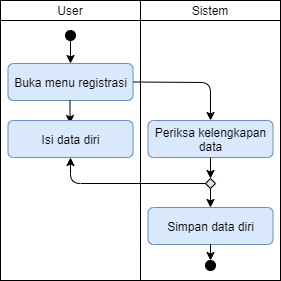 User
Sistem
Buka menu registrasi
Isi data diri
Periksa kelengkapan
data
Simpan data diri